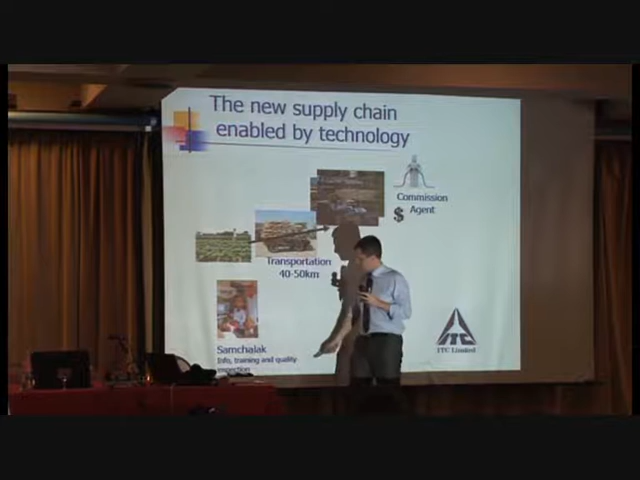 The new supply chain
enabled by technology
Commission
$ Agent
Transportation
40-50km
Samchalak
Info, training and quality
inspection
ITC
ITC Limited